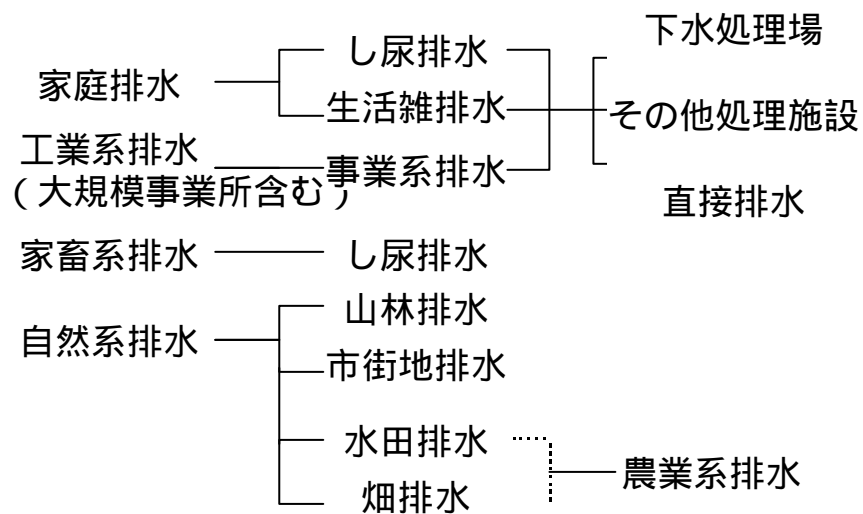 下水処理場
し尿排水
家庭排水
生活雑排水
その他処理施設
工業系排水
事業系排水
(大規模事業所含む)
直接排水
家畜系排水
し尿排水
山林排水
自然系排水
市街地排水
水田排水
農業系排水
畑排水